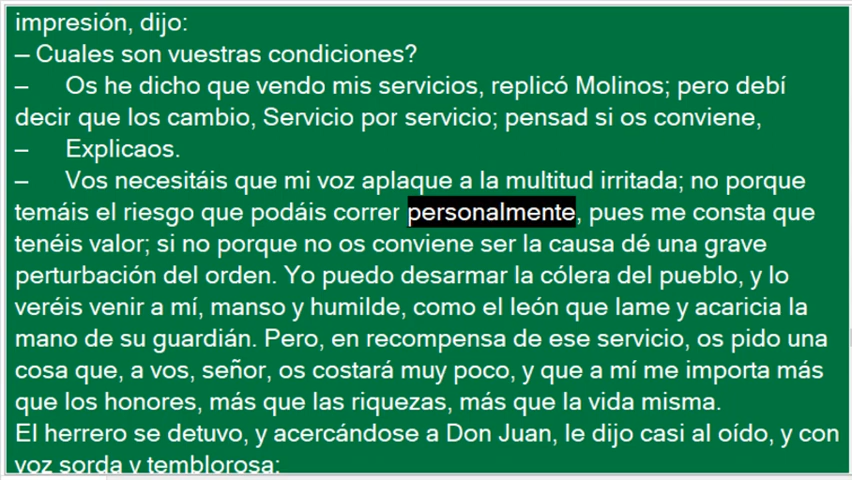 impresión, dijo:
– Cuales son vuestras condiciones?
– Os he dicho que vendo mis servicios, replicó Molinos; pero debí
decir que los cambio, Servicio por servicio; pensad si os conviene,
– Explicaos.
– Vos necesitáis que mi voz aplaque a la multitud irritada; no porque
temáis el riesgo que podáis correr personalmente, pues me consta que
tenéis valor; si no porque no os conviene ser la causa dé una grave
perturbación del orden. Yo puedo desarmar la cólera del pueblo, y lo
veréis venir a mí, manso y humilde, como el león que lame y acaricia la
mano de su guardián. Pero, en recompensa de ese servicio, os pido una
cosa que, a vos, señor, os costará muy poco, y que a mí me importa más
que los honores, más que las riquezas, más que la vida misma.
El herrero se detuvo, y acercándose a Don Juan, le dijo casi al oído, y con
voz sorda y temblorosa: